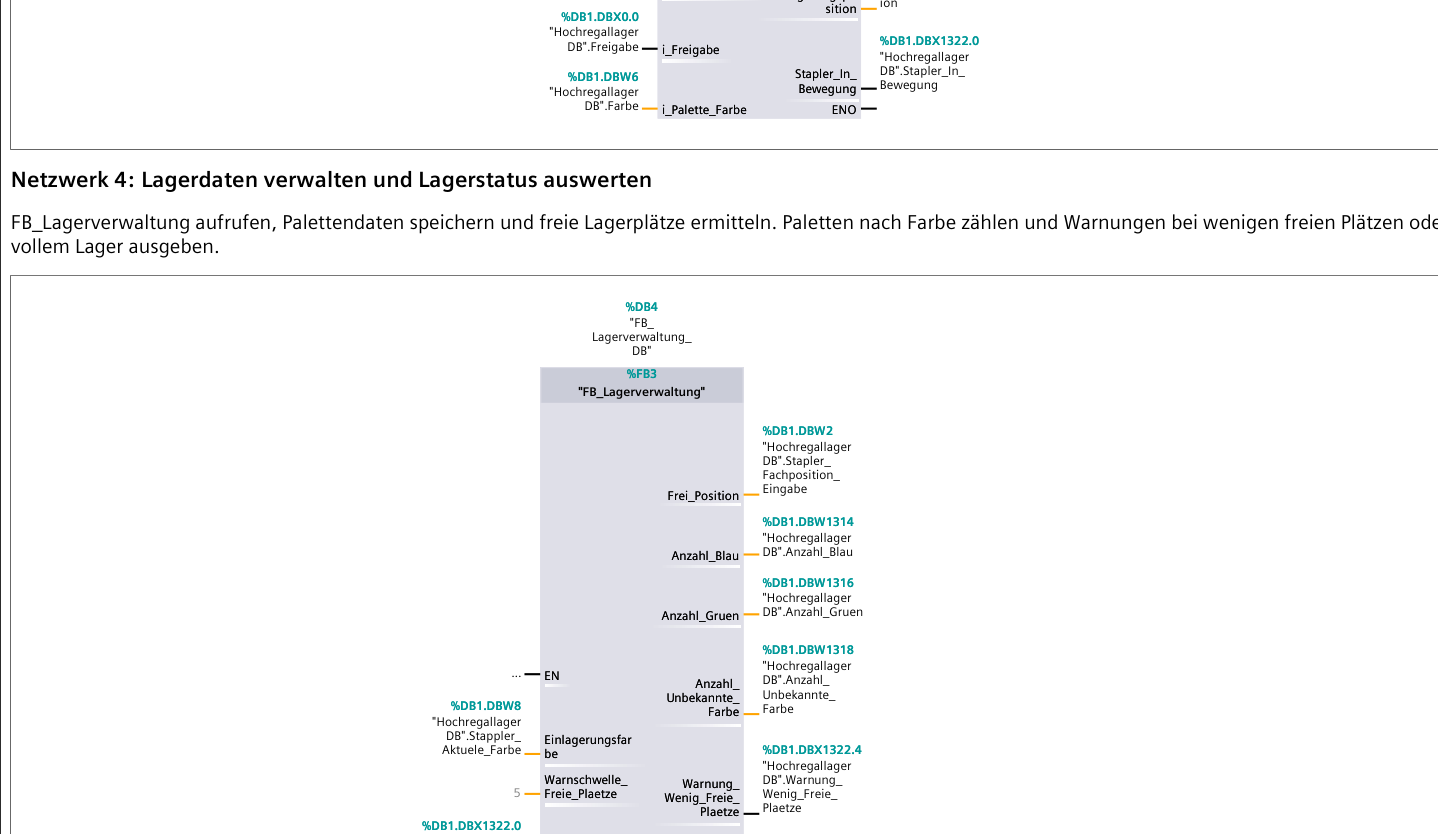 sition
ion
%DB1.DBX0.0
"Hochregallager
DB".Freigabe
i_Freigabe
%DB1.DBX1322.0
"Hochregallager
DB".Stapler_In_
Bewegung
Stapler_In_
Bewegung
%DB1.DBW6
"Hochregallager
DB".Farbe
i_Palette_Farbe
ENO
Netzwerk 4: Lagerdaten verwalten und Lagerstatus auswerten
FB_Lagerverwaltung aufrufen, Palettendaten speichern und freie Lagerplätze ermitteln. Paletten nach Farbe zählen und Warnungen bei wenigen freien Plätzen ode
vollem Lager ausgeben.
%DB4
"FB_
Lagerverwaltung_
DB"
%FB3
"FB_Lagerverwaltung"
%DB1.DBW2
"Hochregallager
DB".Stapler_
Fachposition_
Eingabe
Frei_Position
%DB1.DBW1314
"Hochregallager
DB".Anzahl_Blau
Anzahl_Blau
%DB1.DBW1316
"Hochregallager
DB".Anzahl_Gruen
Anzahl_Gruen
%DB1.DBW1318
"Hochregallager
DB".Anzahl_
Unbekannte_
Farbe
... EN
Anzahl_
Unbekannte_
Farbe
%DB1.DBW8
"Hochregallager
DB".Stappler_
Aktuele_Farbe
Einlagerungsfar
be
%DB1.DBX1322.4
"Hochregallager
DB".Warnung_
Wenig_Freie_
Plaetze
5
Warnschwelle_
Freie_Plaetze
Warnung_
Wenig_Freie_
Plaetze
%DB1.DBX1322.0